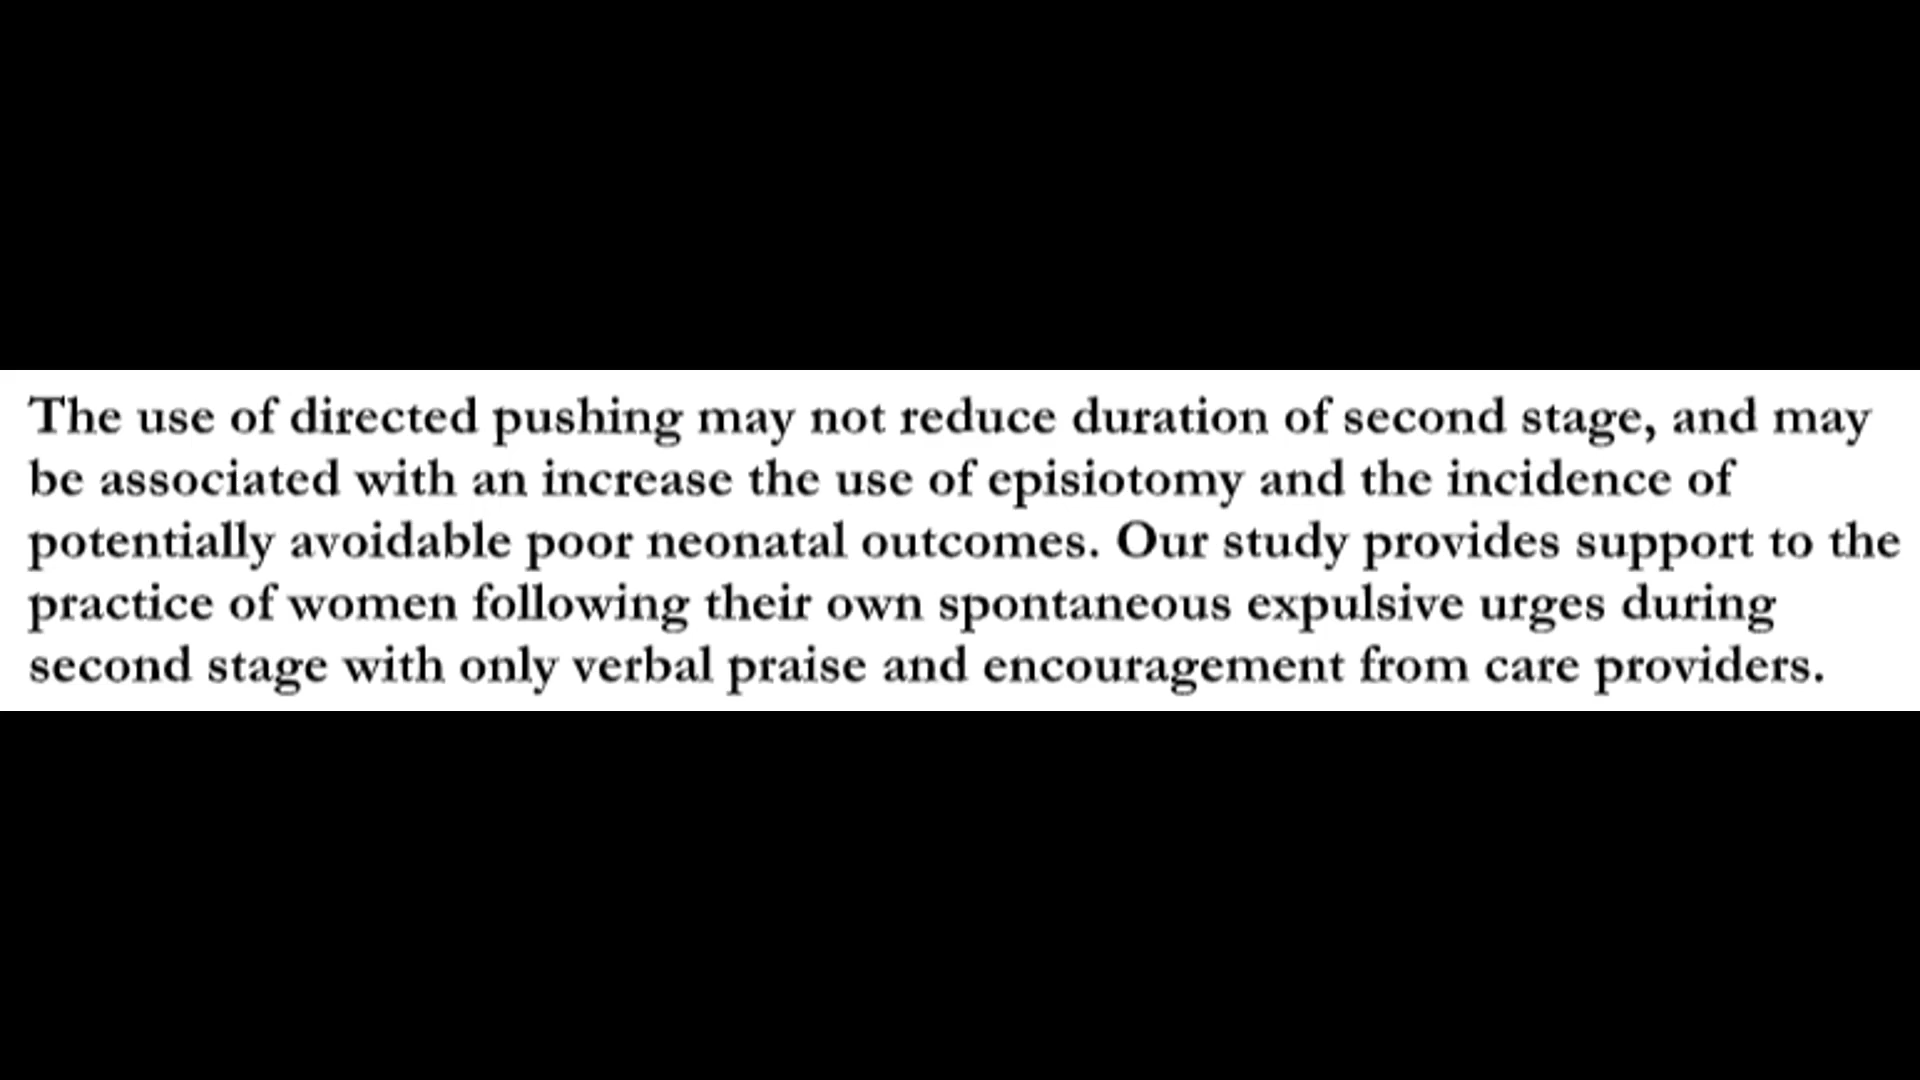 The use of directed pushing may not reduce duration of second stage, and may
be associated with an increase the use of episiotomy and the incidence of
potentially avoidable poor neonatal outcomes. Our study provides support to the
practice of women following their own spontaneous expulsive urges during
second stage with only verbal praise and encouragement from care providers.